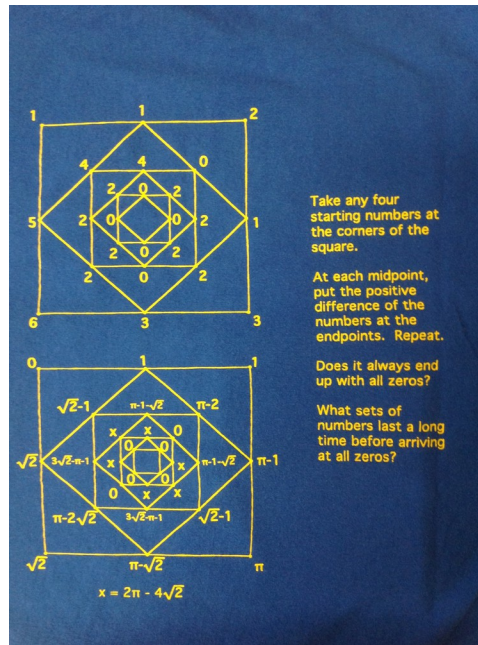 1 1 2
4 4 0
2 0 2
5 2 0 0 2 1
2 0 2
2 0 2
6 3 3
0 1 1
√2-1 π-1-√2 π-2
x x 0
0 0
√2 3√2-π-1 x x π-1-√2 π-1
0 0
0 x x
π-2√2 3√2-π-1 √2-1
√2 π-√2 π
x = 2π - 4√2
Take any four
starting numbers at
the corners of the
square.
At each midpoint,
put the positive
difference of the
numbers at the
endpoints. Repeat.
Does it always end
up with all zeros?
What sets of
numbers last a long
time before arriving
at all zeros?